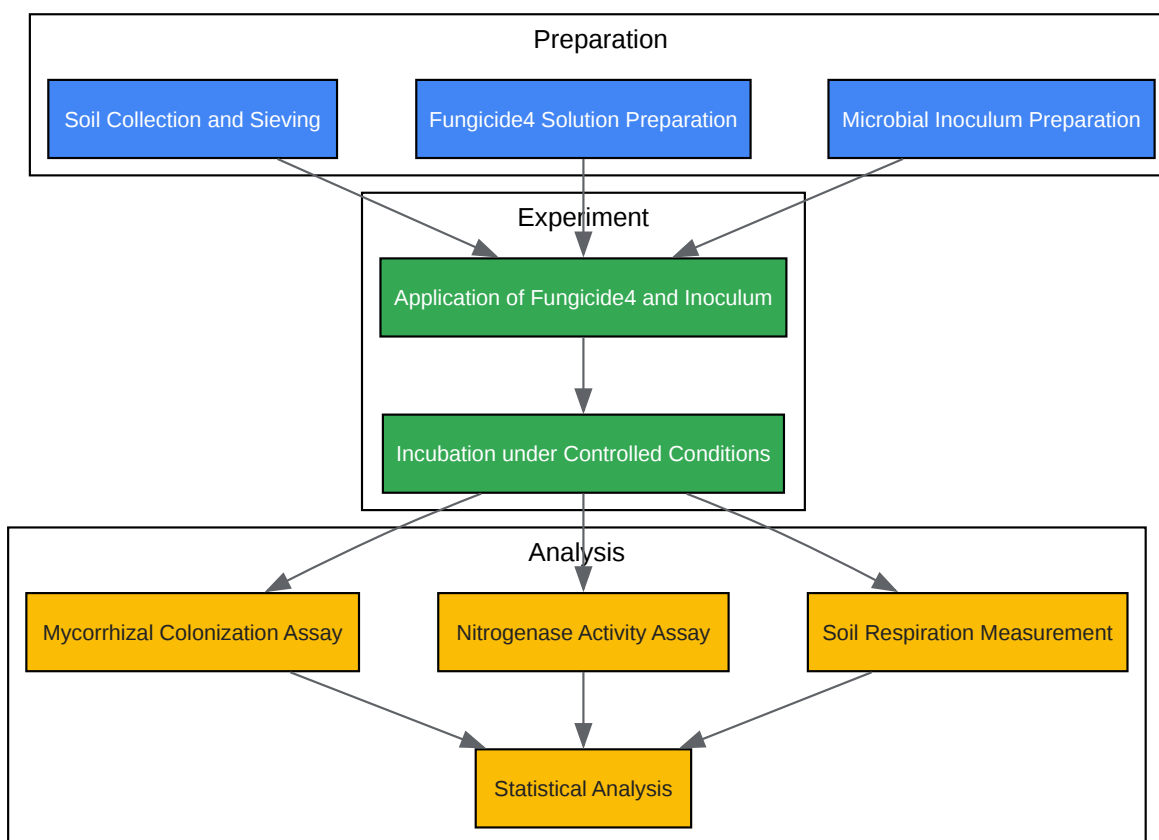 Preparation
Soil Collection and Sieving
Fungicide4 Solution Preparation
Microbial Inoculum Preparation
Experiment
Application of Fungicide4 and Inoculum
Incubation under Controlled Conditions
Analysis
Mycorrhizal Colonization Assay
Nitrogenase Activity Assay
Soil Respiration Measurement
Statistical Analysis